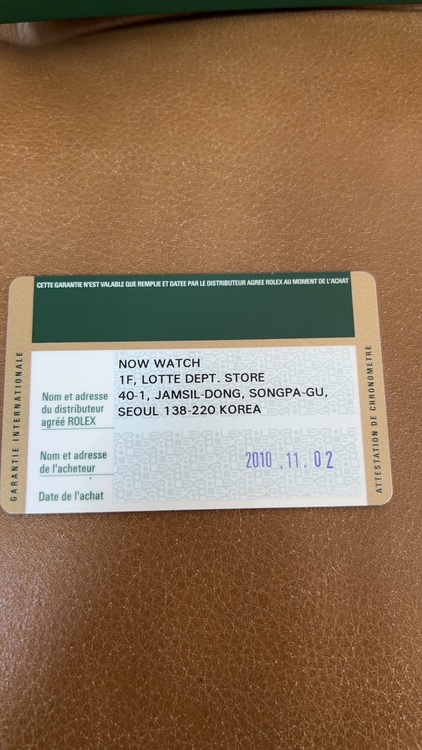 CETTE GARANTIE N'EST VALABLE QUE REMPLIE ET DATEE PAR LE DISTRIBUTEUR AGREE ROLEX AU MOMENT DE L'ACHAT
GARANTIE INTERNATIONALE
NOW WATCH
1F, LOTTE DEPT. STORE
40-1, JAMSIL-DONG, SONGPA-GU,
SEOUL 138-220 KOREA
Nom et adresse
du distributeur
agréé ROLEX
Nom et adresse
de l'acheteur
2010 .11. 02
Date de l'achat
ATTESTATION DE CHRONOMETRE